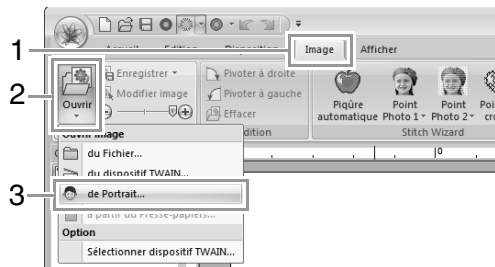 1
Accueil Edition Disposition Image Afficher
2
Ouvrir
Enregistrer
Modifier image
Pivoter à droite
Pivoter à gauche
Effacer
Piqûre automatique
Point Photo 1
Point Photo 2
Edition
Stitch Wizard
Ouvrir image
du Fichier...
du dispositif TWAIN...
3
de Portrait...
à partir du Presse-papiers...
Option
Sélectionner dispositif TWAIN...
0